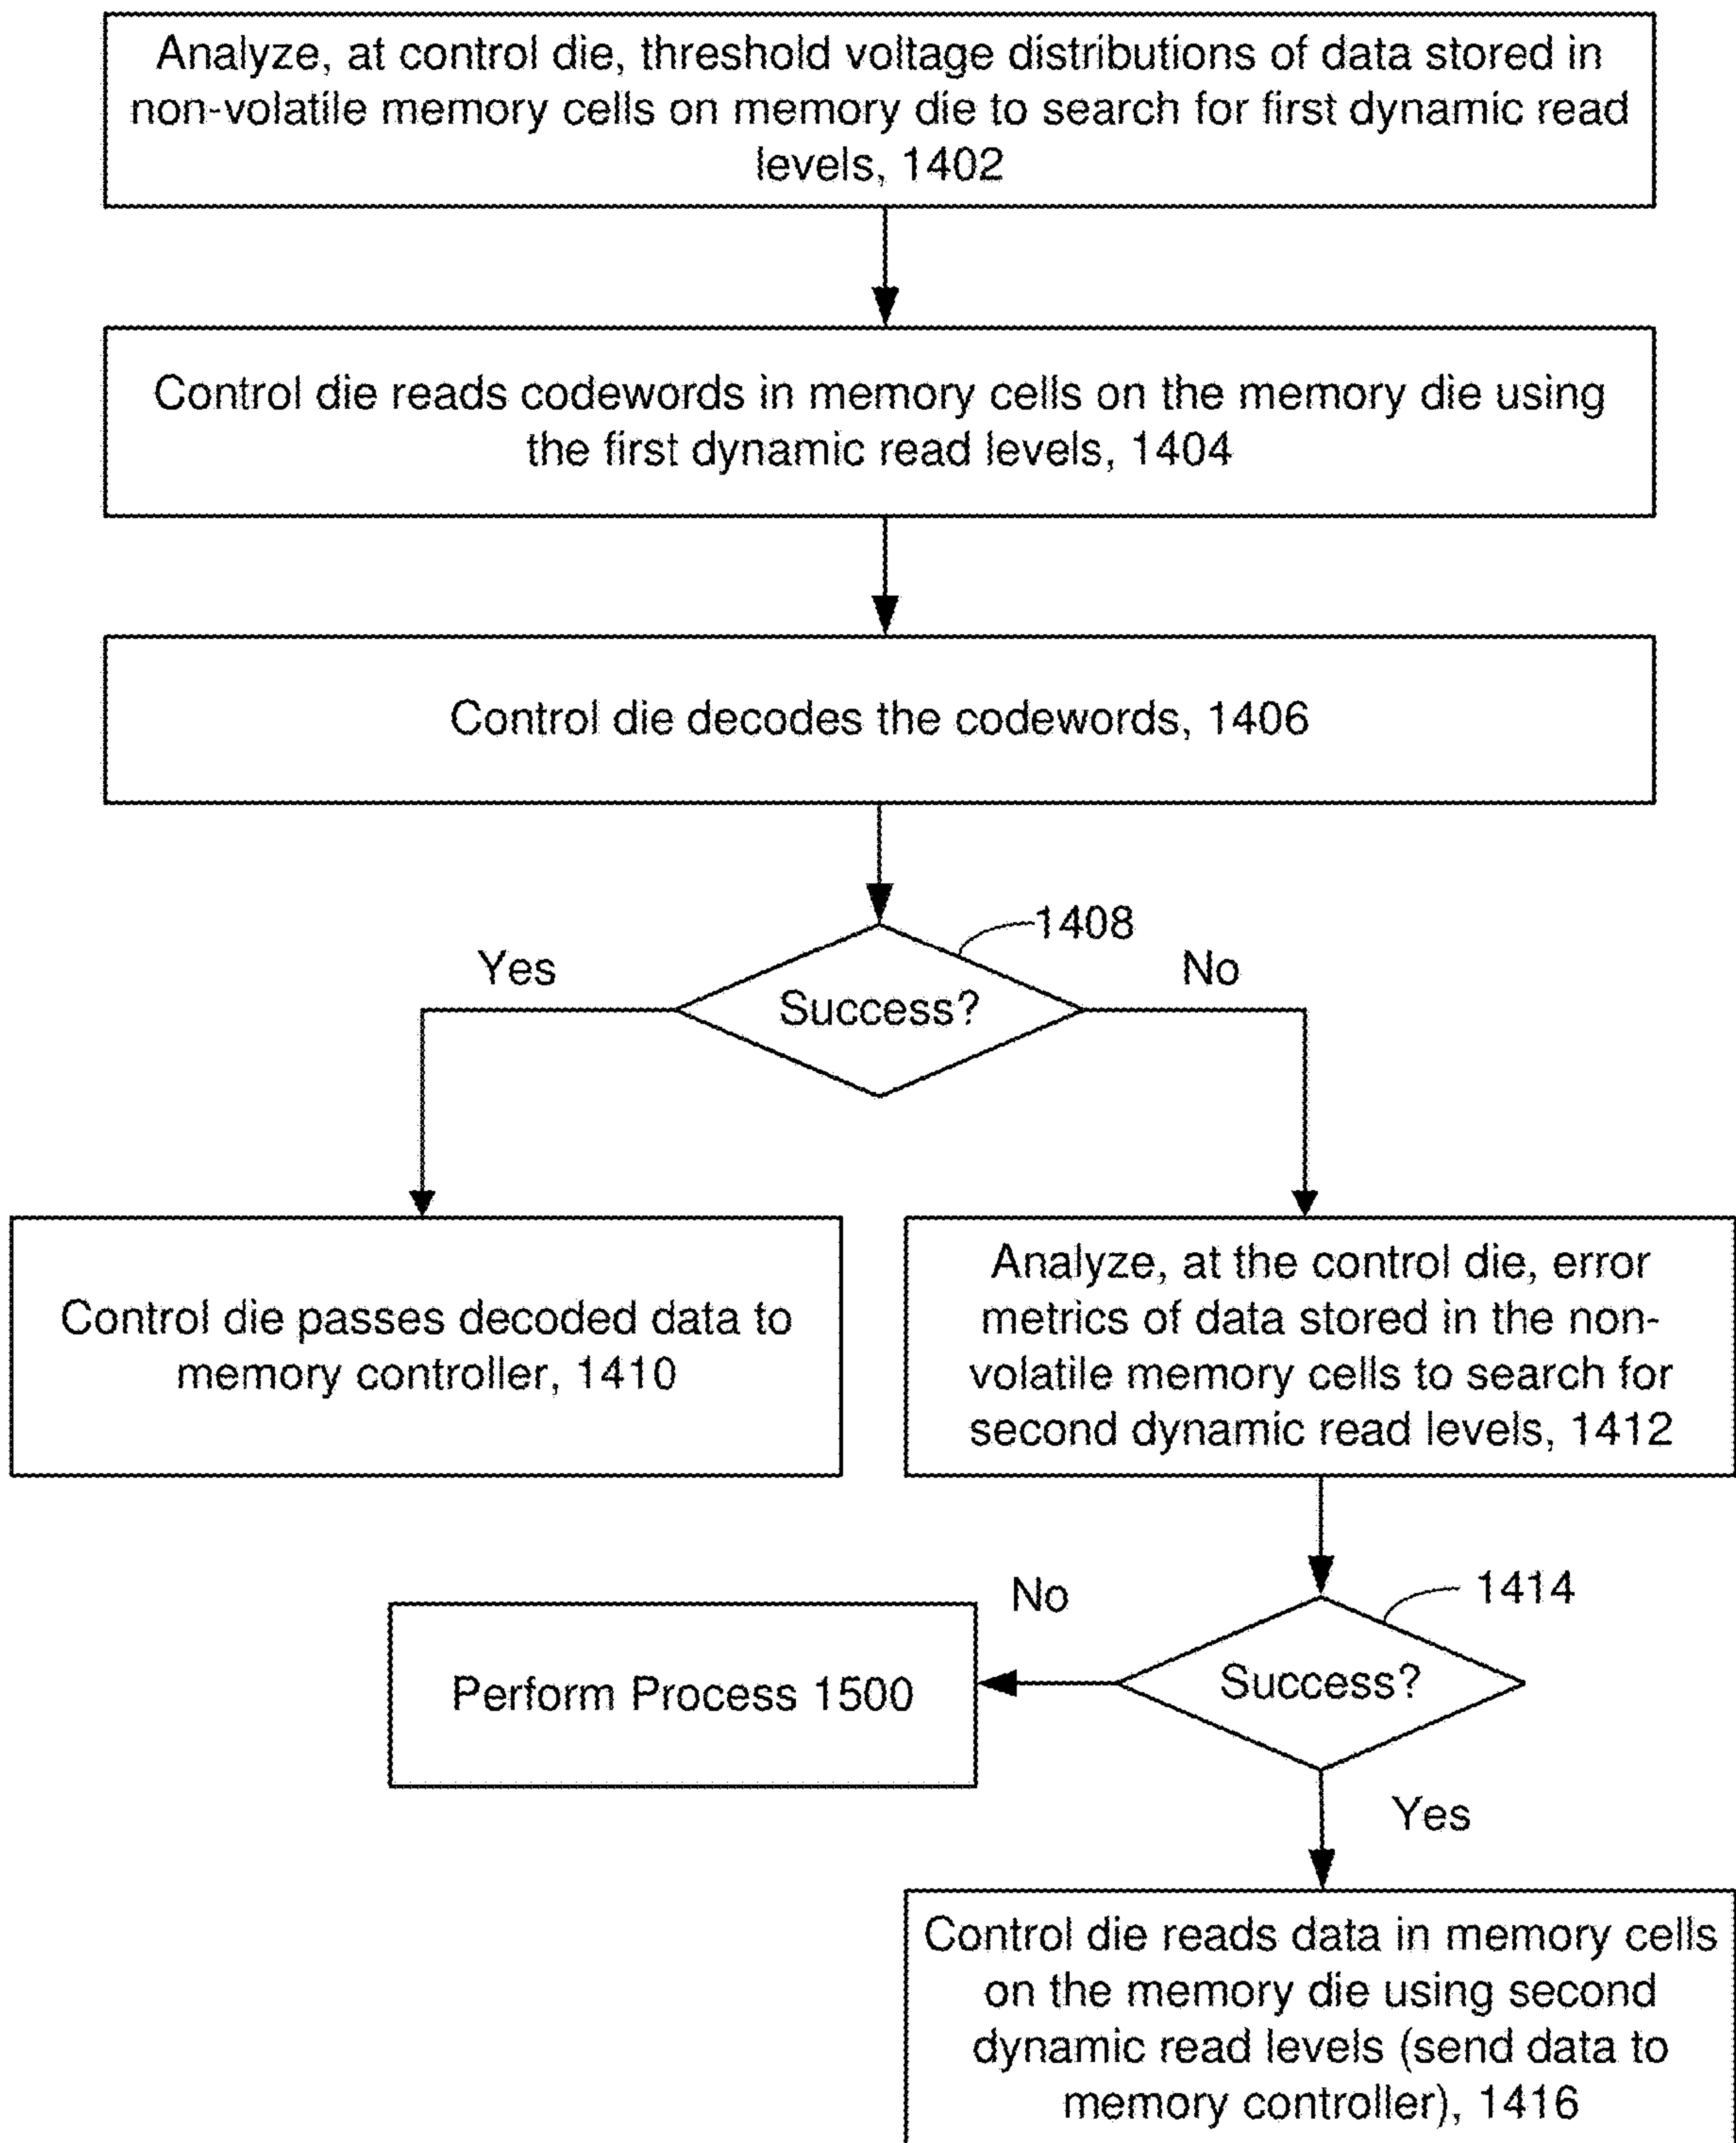 Analyze, at control die, threshold voltage distributions of data stored in
non-volatile memory cells on memory die to search for first dynamic read
levels, 1402
Control die reads codewords in memory cells on the memory die using
the first dynamic read levels, 1404
Control die decodes the codewords, 1406
1408
Yes
No
Success?
Control die passes decoded data to
memory controller, 1410
Analyze, at the control die, error
metrics of data stored in the non-
volatile memory cells to search for
second dynamic read levels, 1412
No
1414
Success?
Perform Process 1500
Yes
Control die reads data in memory cells
on the memory die using second
dynamic read levels (send data to
memory controller), 1416